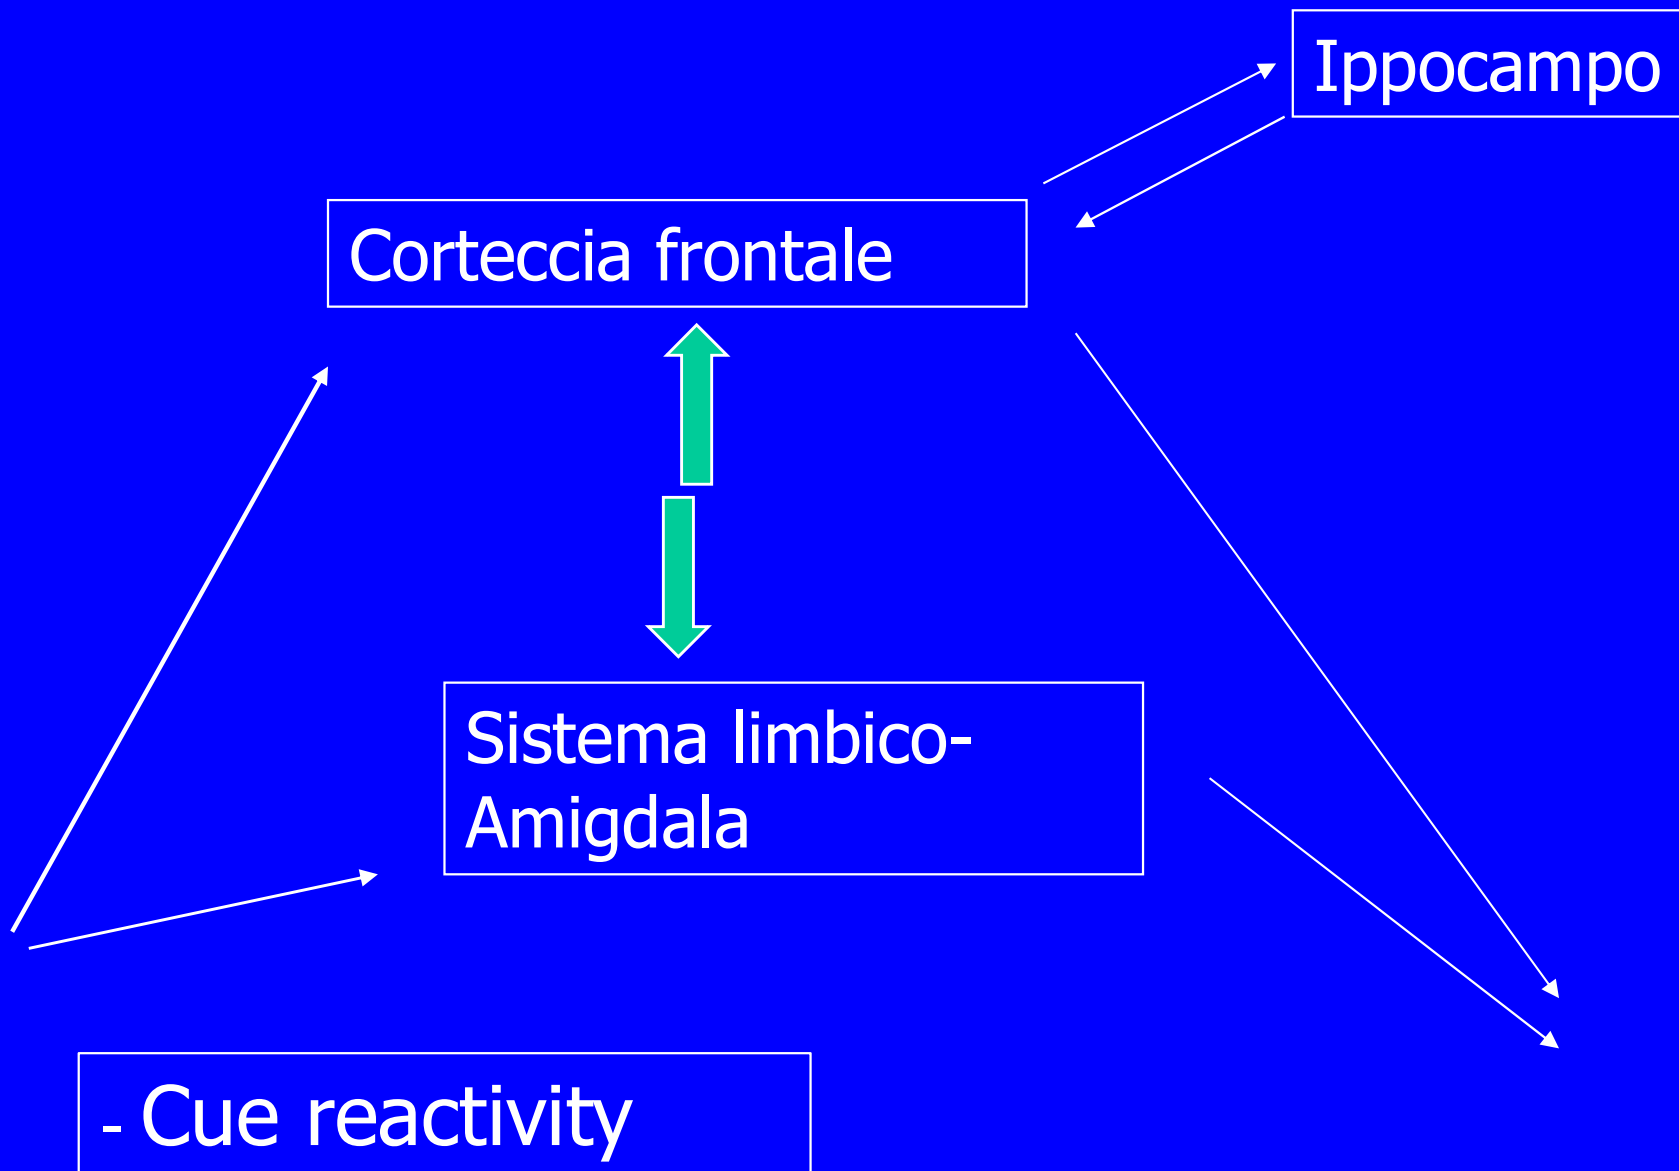 Ippocampo
Corteccia frontale
Sistema limbico-
Amigdala
- Cue reactivity